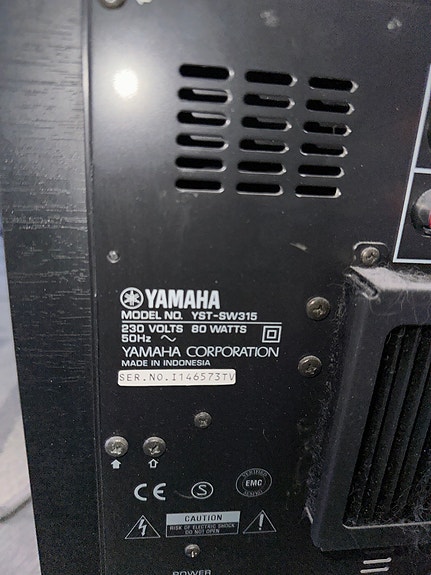 YAMAHA
MODEL NO. YST-SW315
230 VOLTS 80 WATTS
50Hz ~
YAMAHA CORPORATION
MADE IN INDONESIA
SER.NO.I146573TV
CE S EMC
CAUTION
RISK OF ELECTRIC SHOCK
DO NOT OPEN
POWER